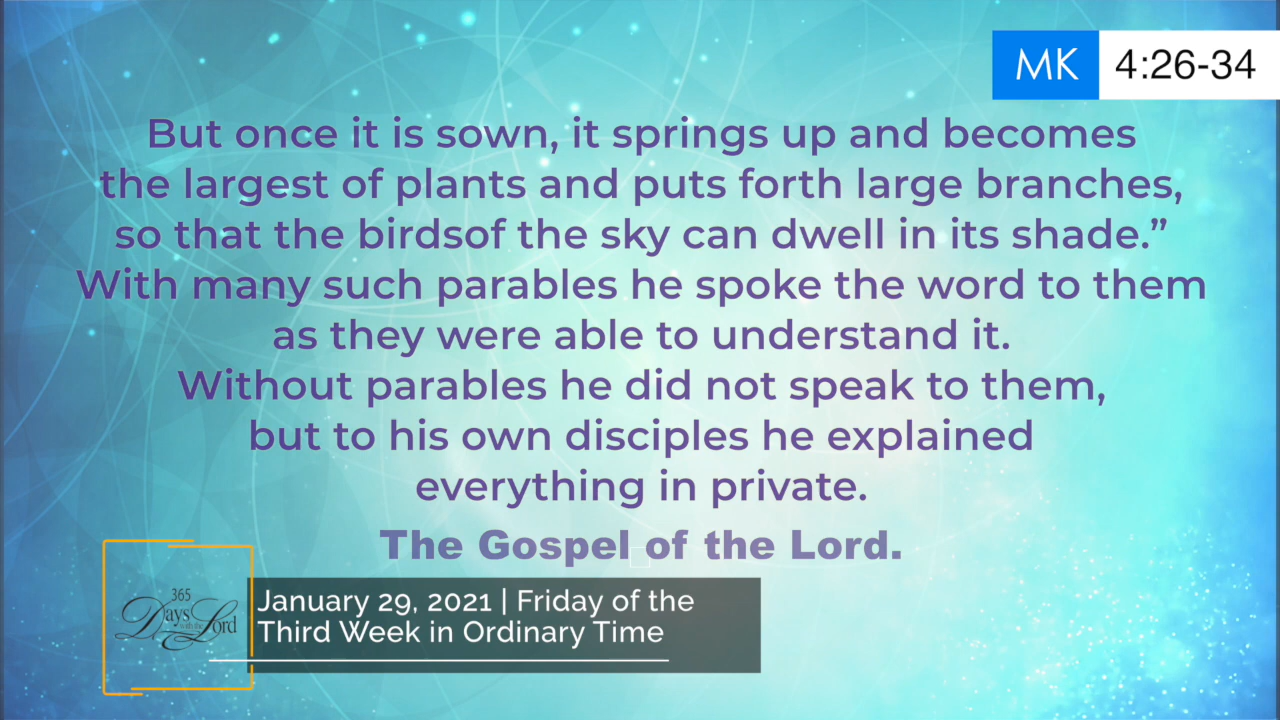 MK 4:26-34
But once it is sown, it springs up and becomes
the largest of plants and puts forth large branches,
so that the birdsof the sky can dwell in its shade.”
With many such parables he spoke the word to them
as they were able to understand it.
Without parables he did not speak to them,
but to his own disciples he explained
everything in private.
The Gospel of the Lord.
365
Days with the Lord
January 29, 2021 | Friday of the
Third Week in Ordinary Time